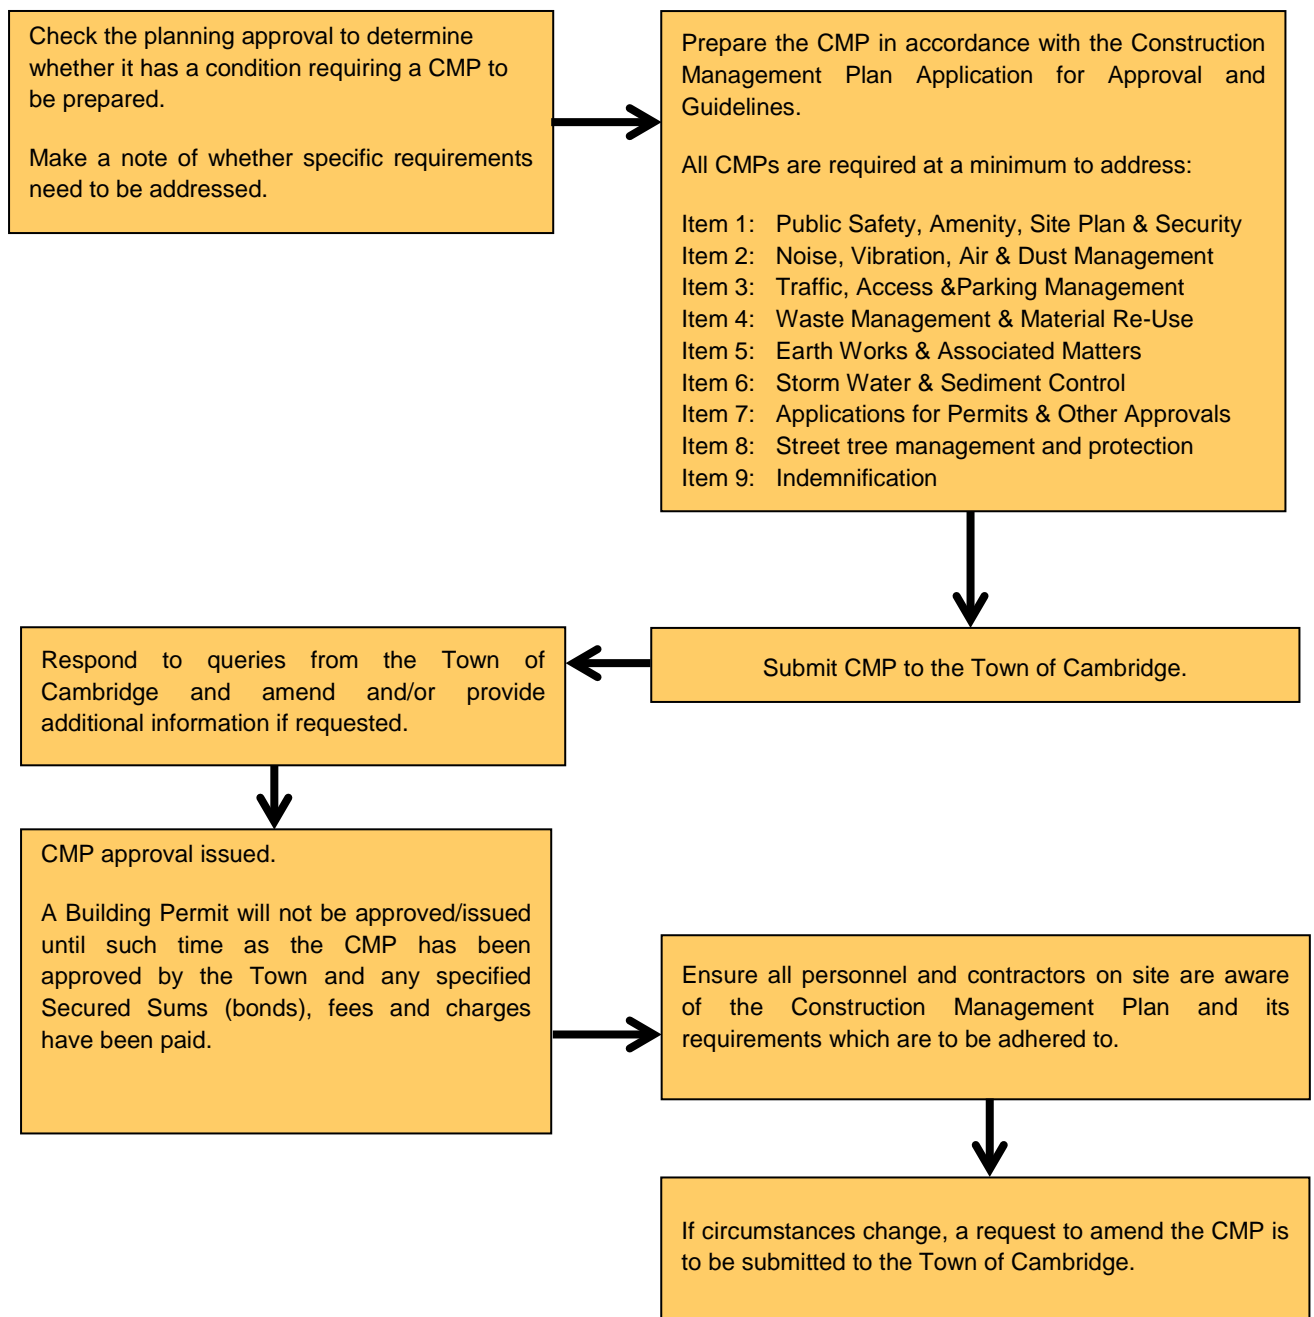 Check the planning approval to determine
whether it has a condition requiring a CMP to
be prepared.
Make a note of whether specific requirements
need to be addressed.
Prepare the CMP in accordance with the Construction
Management Plan Application for Approval and
Guidelines.
All CMPs are required at a minimum to address:
Item 1: Public Safety, Amenity, Site Plan & Security
Item 2: Noise, Vibration, Air & Dust Management
Item 3: Traffic, Access &Parking Management
Item 4: Waste Management & Material Re-Use
Item 5: Earth Works & Associated Matters
Item 6: Storm Water & Sediment Control
Item 7: Applications for Permits & Other Approvals
Item 8: Street tree management and protection
Item 9: Indemnification
Submit CMP to the Town of Cambridge.
Respond to queries from the Town of
Cambridge and amend and/or provide
additional information if requested.
CMP approval issued.
A Building Permit will not be approved/issued
until such time as the CMP has been
approved by the Town and any specified
Secured Sums (bonds), fees and charges
have been paid.
Ensure all personnel and contractors on site are aware
of the Construction Management Plan and its
requirements which are to be adhered to.
If circumstances change, a request to amend the CMP is
to be submitted to the Town of Cambridge.